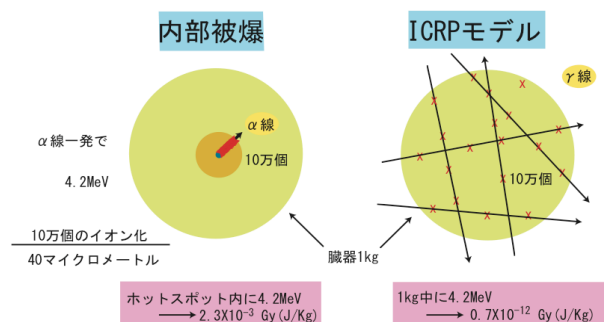 内部被爆
ICRPモデル
γ線
α線
α線一発で
10万個
4.2MeV
10万個
10万個のイオン化
40マイクロメートル
臓器1kg
ホットスポット内に4.2MeV
2.3X10⁻³ Gy(J/Kg)
1kg中に4.2MeV
0.7X10⁻¹² Gy(J/Kg)